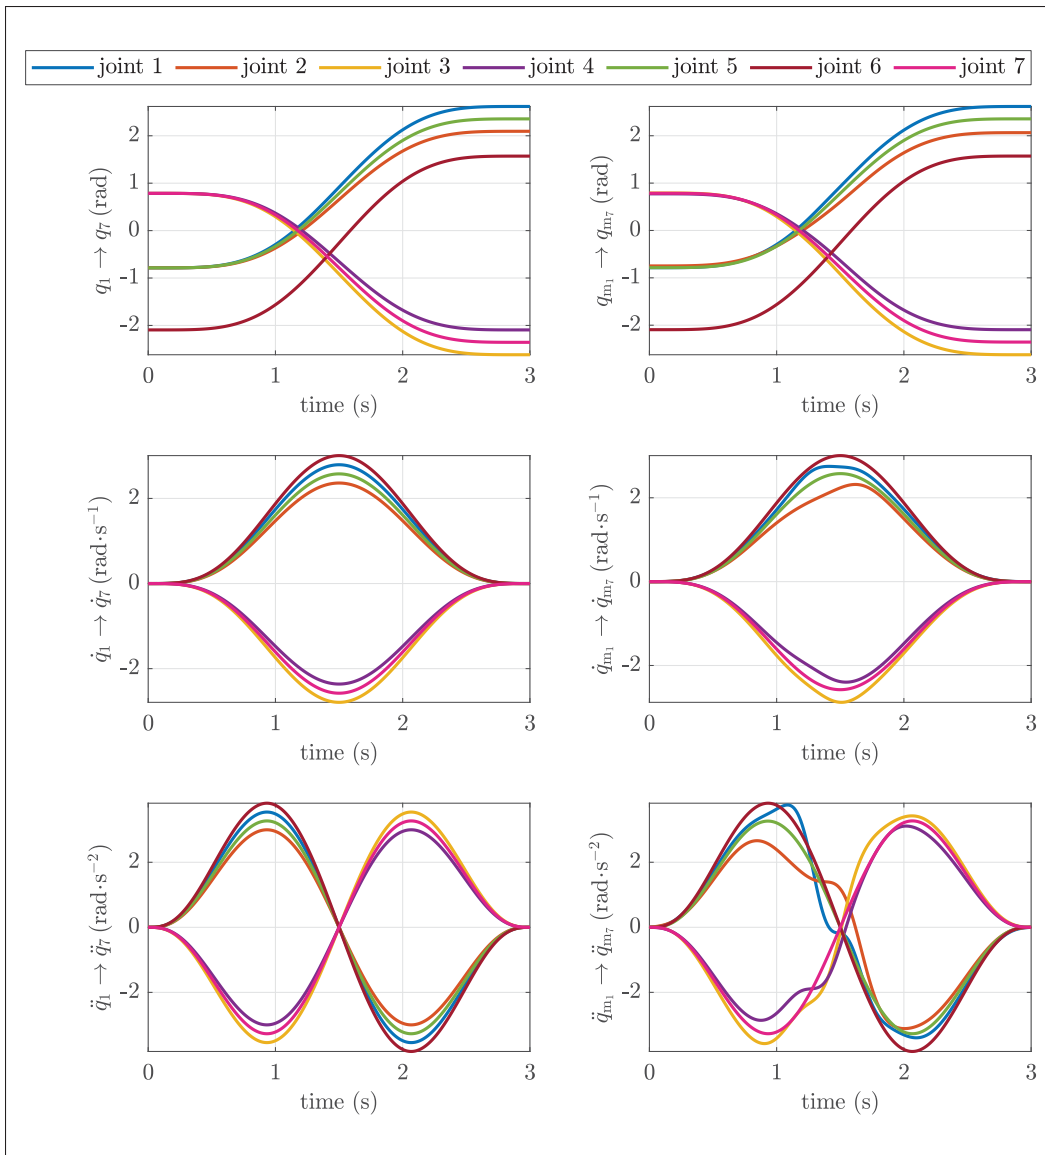 joint 1 joint 2 joint 3 joint 4 joint 5 joint 6 joint 7
q₁ → q₇ (rad)
2
1
0
-1
-2
0 1 2 3
time (s)
qₘ₁ → qₘ₇ (rad)
2
1
0
-1
-2
0 1 2 3
time (s)
q̇₁ → q̇₇ (rad·s⁻¹)
2
0
-2
0 1 2 3
time (s)
q̇ₘ₁ → q̇ₘ₇ (rad·s⁻¹)
2
0
-2
0 1 2 3
time (s)
q̈₁ → q̈₇ (rad·s⁻²)
2
0
-2
0 1 2 3
time (s)
q̈ₘ₁ → q̈ₘ₇ (rad·s⁻²)
2
0
-2
0 1 2 3
time (s)